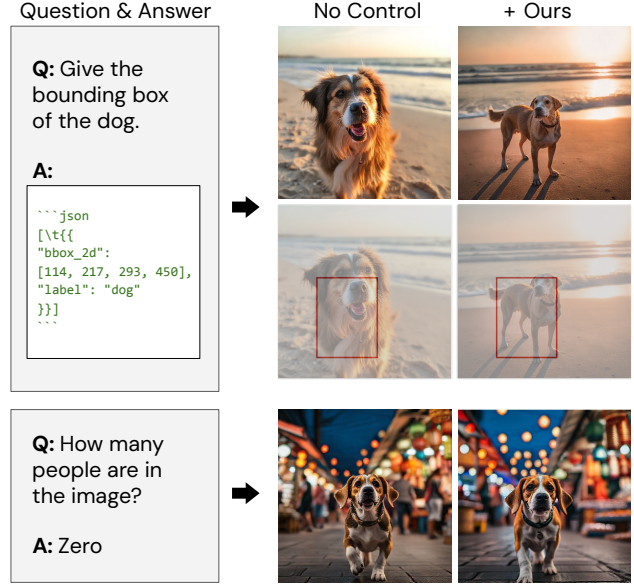 Question & Answer
No Control
+ Ours
Q: Give the
bounding box
of the dog.
A:
```json
[\t{{
"bbox_2d":
[114, 217, 293, 450],
"label": "dog"
}}]
```
Q: How many
people are in
the image?
A: Zero